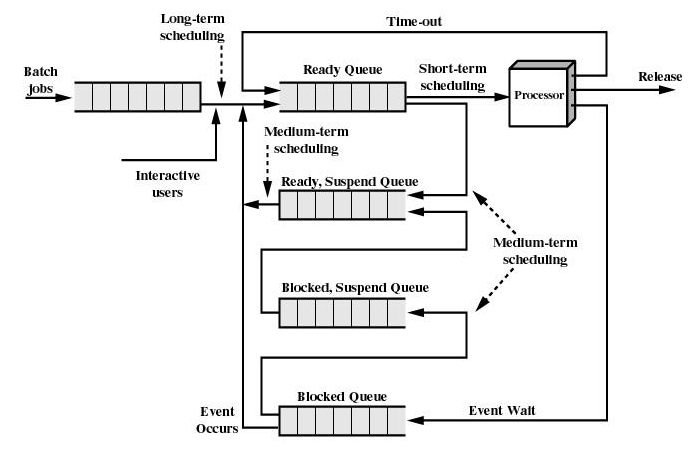 Time-out
Long-term
scheduling
Batch
jobs
Ready Queue
Short-term
scheduling
Processor
Release
Interactive
users
Medium-term
scheduling
Ready, Suspend Queue
Medium-term
scheduling
Blocked, Suspend Queue
Blocked Queue
Event
Occurs
Event Wait